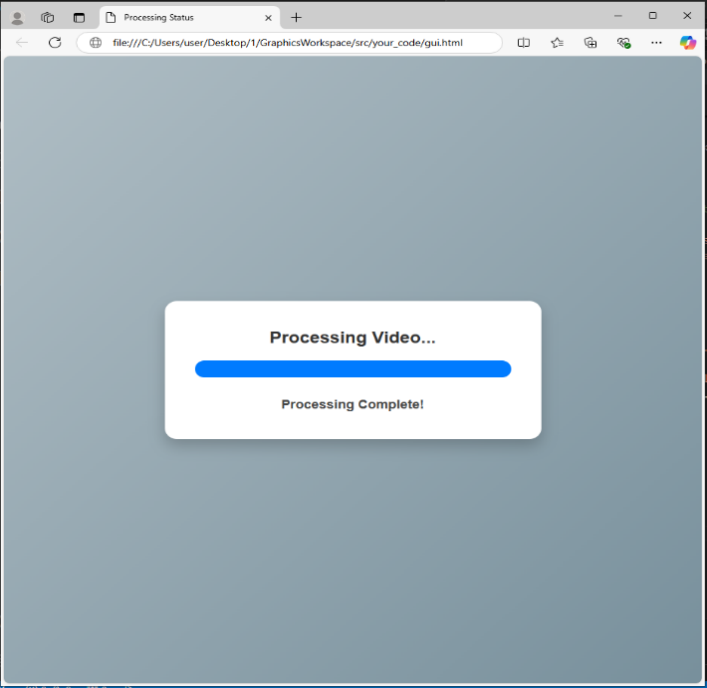 Processing Status
file:///C:/Users/user/Desktop/1/GraphicsWorkspace/src/your_code/gui.html
Processing Video...
Processing Complete!